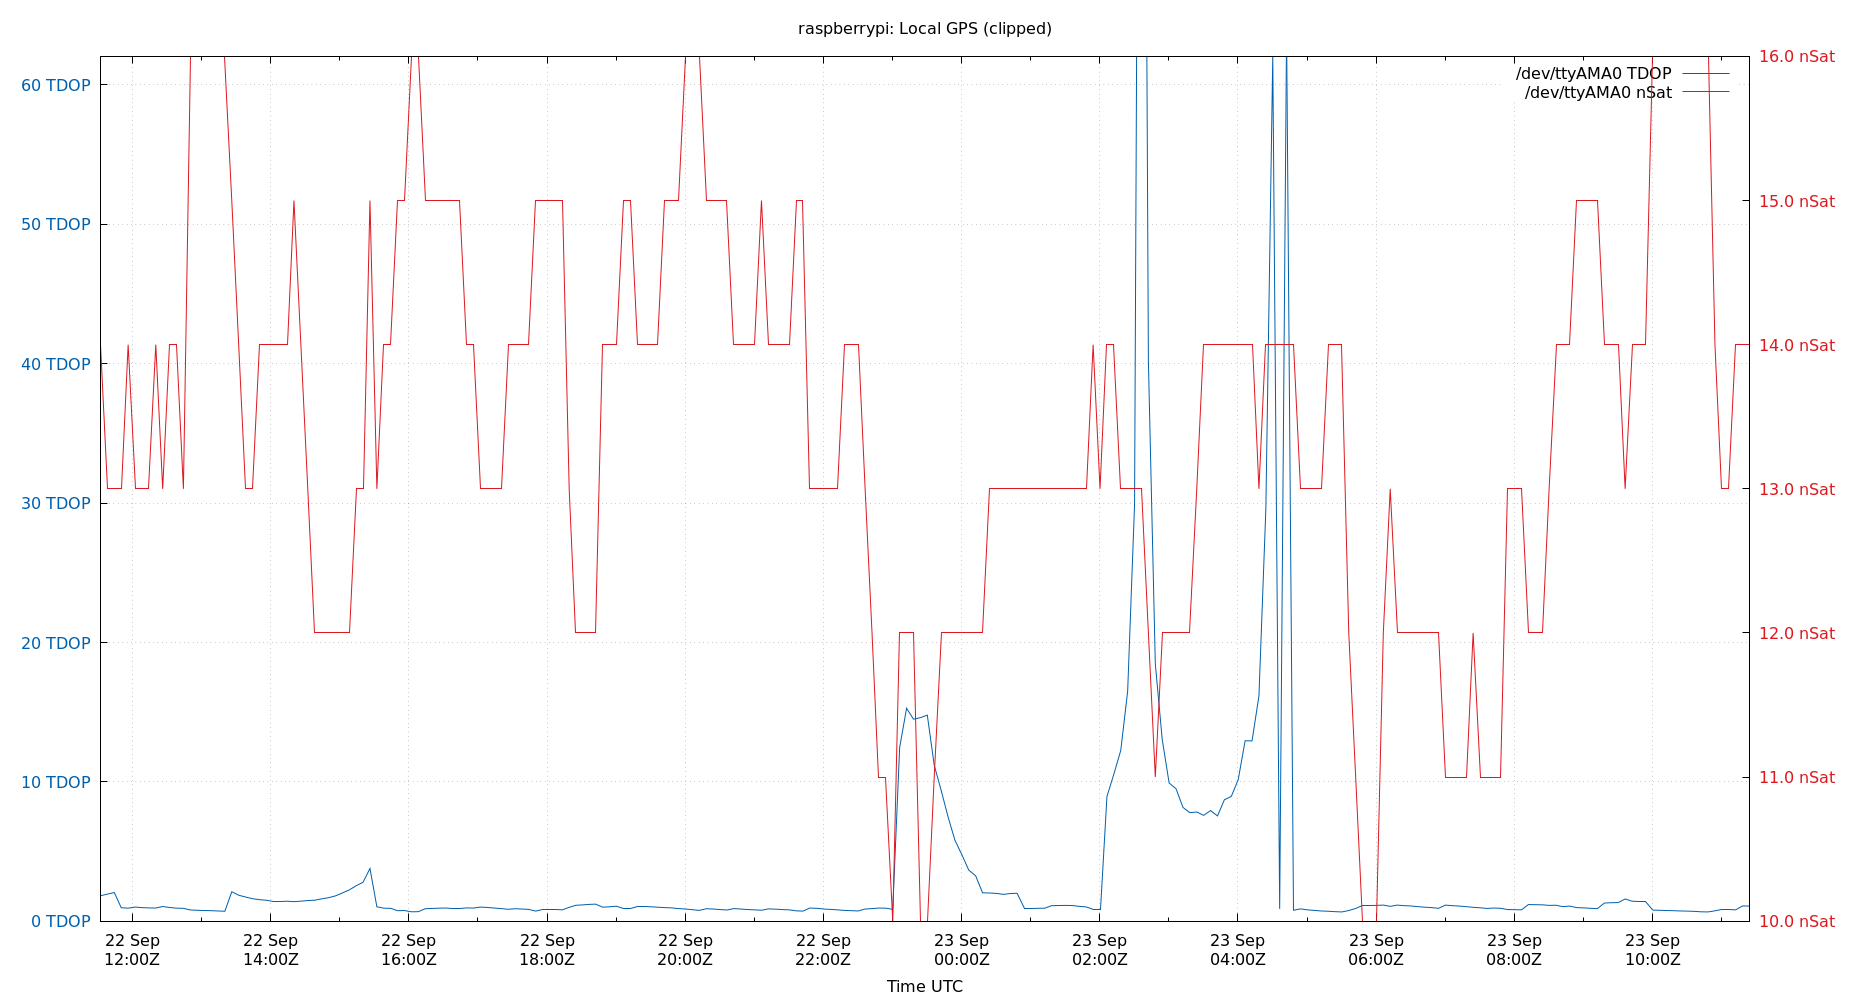 raspberrypi: Local GPS (clipped)
/dev/ttyAMA0 TDOP
/dev/ttyAMA0 nSat
60 TDOP
50 TDOP
40 TDOP
30 TDOP
20 TDOP
10 TDOP
0 TDOP
16.0 nSat
15.0 nSat
14.0 nSat
13.0 nSat
12.0 nSat
11.0 nSat
10.0 nSat
22 Sep 22 Sep 22 Sep 22 Sep 22 Sep 22 Sep 23 Sep 23 Sep 23 Sep 23 Sep 23 Sep 23 Sep
12:00Z 14:00Z 16:00Z 18:00Z 20:00Z 22:00Z 00:00Z 02:00Z 04:00Z 06:00Z 08:00Z 10:00Z
Time UTC